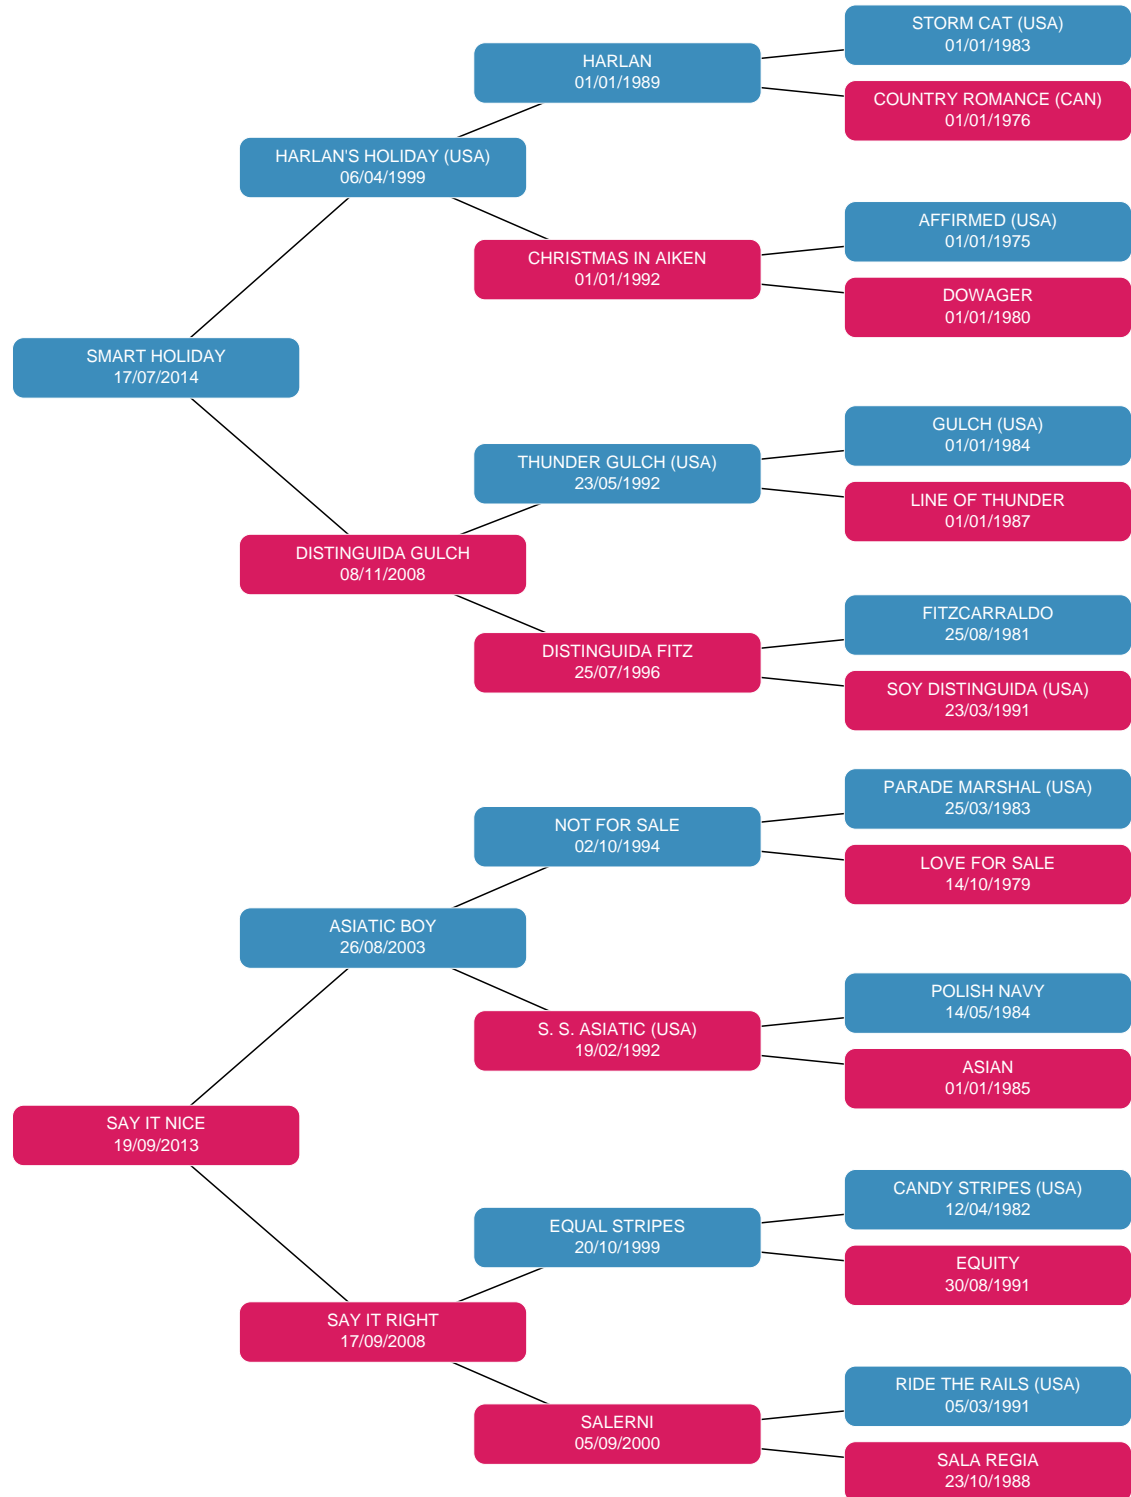 STORM CAT (USA)
01/01/1983
HARLAN
01/01/1989
COUNTRY ROMANCE (CAN)
01/01/1976
HARLAN'S HOLIDAY (USA)
06/04/1999
AFFIRMED (USA)
01/01/1975
CHRISTMAS IN AIKEN
01/01/1992
DOWAGER
01/01/1980
SMART HOLIDAY
17/07/2014
GULCH (USA)
01/01/1984
THUNDER GULCH (USA)
23/05/1992
LINE OF THUNDER
01/01/1987
DISTINGUIDA GULCH
08/11/2008
FITZCARRALDO
25/08/1981
DISTINGUIDA FITZ
25/07/1996
SOY DISTINGUIDA (USA)
23/03/1991
PARADE MARSHAL (USA)
25/03/1983
NOT FOR SALE
02/10/1994
LOVE FOR SALE
14/10/1979
ASIATIC BOY
26/08/2003
POLISH NAVY
14/05/1984
S. S. ASIATIC (USA)
19/02/1992
ASIAN
01/01/1985
SAY IT NICE
19/09/2013
CANDY STRIPES (USA)
12/04/1982
EQUAL STRIPES
20/10/1999
EQUITY
30/08/1991
SAY IT RIGHT
17/09/2008
RIDE THE RAILS (USA)
05/03/1991
SALERNI
05/09/2000
SALA REGIA
23/10/1988